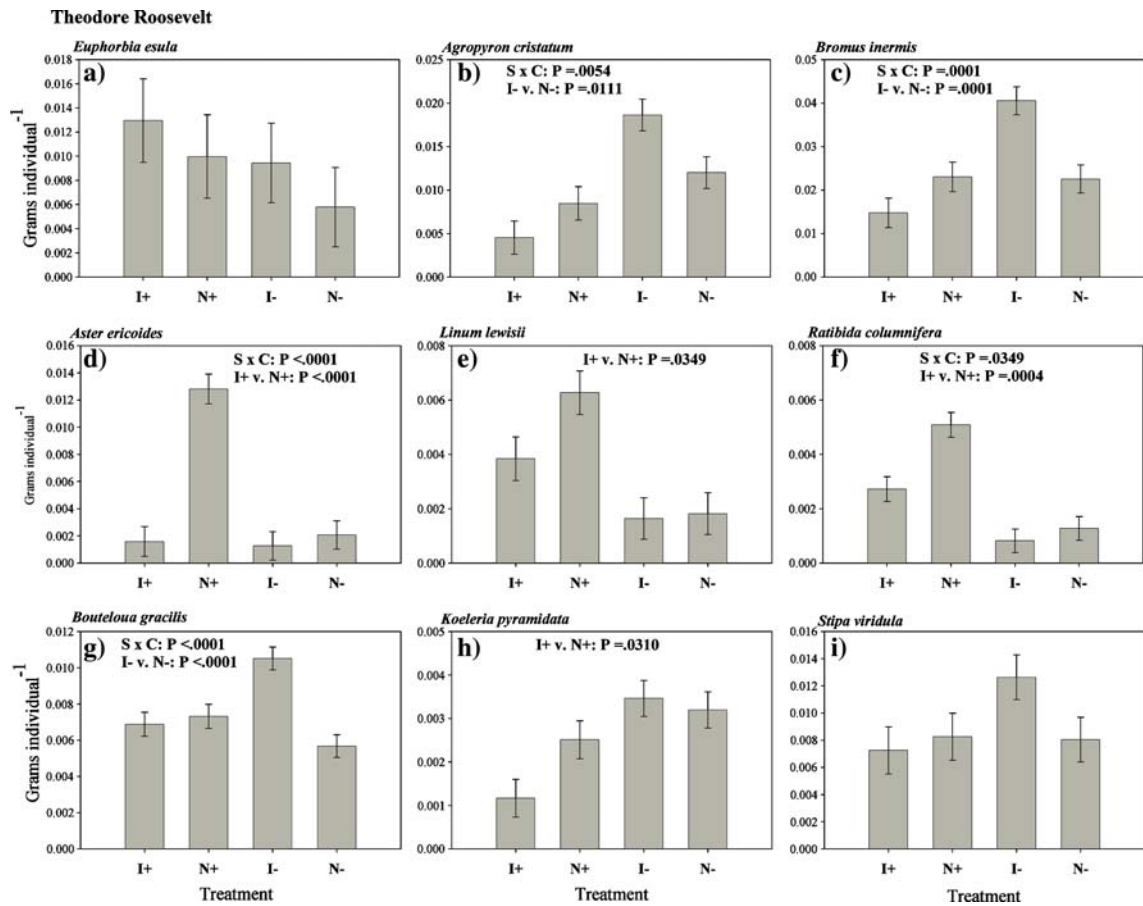 Theodore Roosevelt
Euphorbia esula
a)
Grams individual-1
0.018
0.016
0.014
0.012
0.010
0.008
0.006
0.004
0.002
0.000
I+ N+ I- N-
Agropyron cristatum
b)
S x C: P =.0054
I- v. N-: P =.0111
0.025
0.020
0.015
0.010
0.005
0.000
I+ N+ I- N-
Bromus inermis
c)
S x C: P =.0001
I- v. N-: P =.0001
0.05
0.04
0.03
0.02
0.01
0.00
I+ N+ I- N-
Aster ericoides
d)
S x C: P <.0001
I+ v. N+: P <.0001
Grams individual-1
0.016
0.014
0.012
0.010
0.008
0.006
0.004
0.002
0.000
I+ N+ I- N-
Linum lewisii
e)
I+ v. N+: P =.0349
0.008
0.006
0.004
0.002
0.000
I+ N+ I- N-
Ratibida columnifera
f)
S x C: P =.0349
I+ v. N+: P =.0004
0.008
0.006
0.004
0.002
0.000
I+ N+ I- N-
Bouteloua gracilis
g)
S x C: P <.0001
I- v. N-: P <.0001
Grams individual-1
0.012
0.010
0.008
0.006
0.004
0.002
0.000
I+ N+ I- N-
Treatment
Koeleria pyramidata
h)
I+ v. N+: P =.0310
0.005
0.004
0.003
0.002
0.001
0.000
I+ N+ I- N-
Stipa viridula
i)
0.016
0.014
0.012
0.010
0.008
0.006
0.004
0.002
0.000
I+ N+ I- N-
Treatment